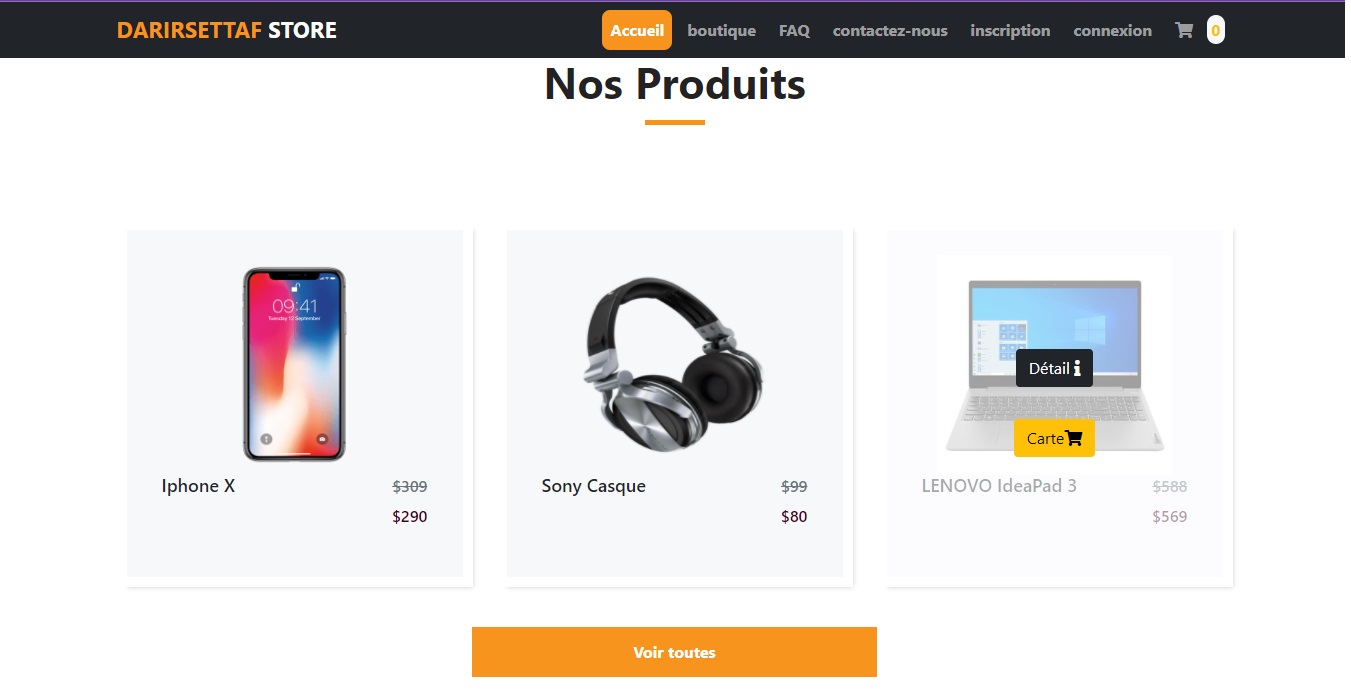 DARIRSETTAF STORE
Accueil boutique FAQ contactez-nous inscription connexion 0
Nos Produits
09:41
Tuesday 12 September
Détail
Carte
Iphone X $309
$290
Sony Casque $99
$80
LENOVO IdeaPad 3 $588
$569
Voir toutes